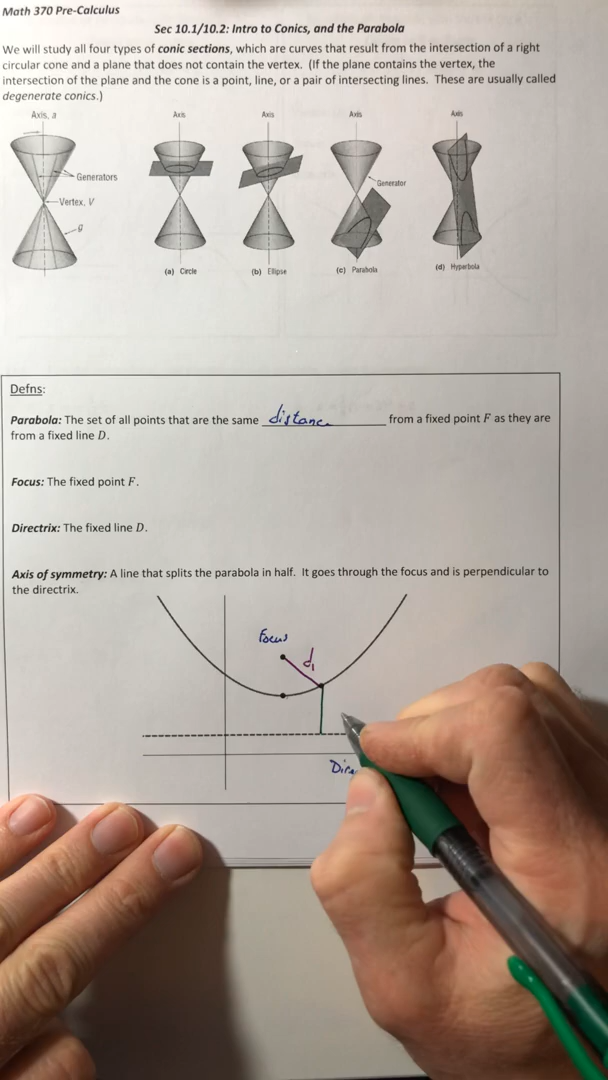 Math 370 Pre-Calculus
Sec 10.1/10.2: Intro to Conics, and the Parabola
We will study all four types of conic sections, which are curves that result from the intersection of a right
circular cone and a plane that does not contain the vertex. (If the plane contains the vertex, the
intersection of the plane and the cone is a point, line, or a pair of intersecting lines. These are usually called
degenerate conics.)
Axis, a
Axis
Axis
Axis
Axis
Generators
Generator
Vertex, V
g
(a) Circle
(b) Ellipse
(c) Parabola
(d) Hyperbola
Defns:
Parabola: The set of all points that are the same distanc from a fixed point F as they are
from a fixed line D.
Focus: The fixed point F.
Directrix: The fixed line D.
Axis of symmetry: A line that splits the parabola in half. It goes through the focus and is perpendicular to
the directrix.
Focus
d₁